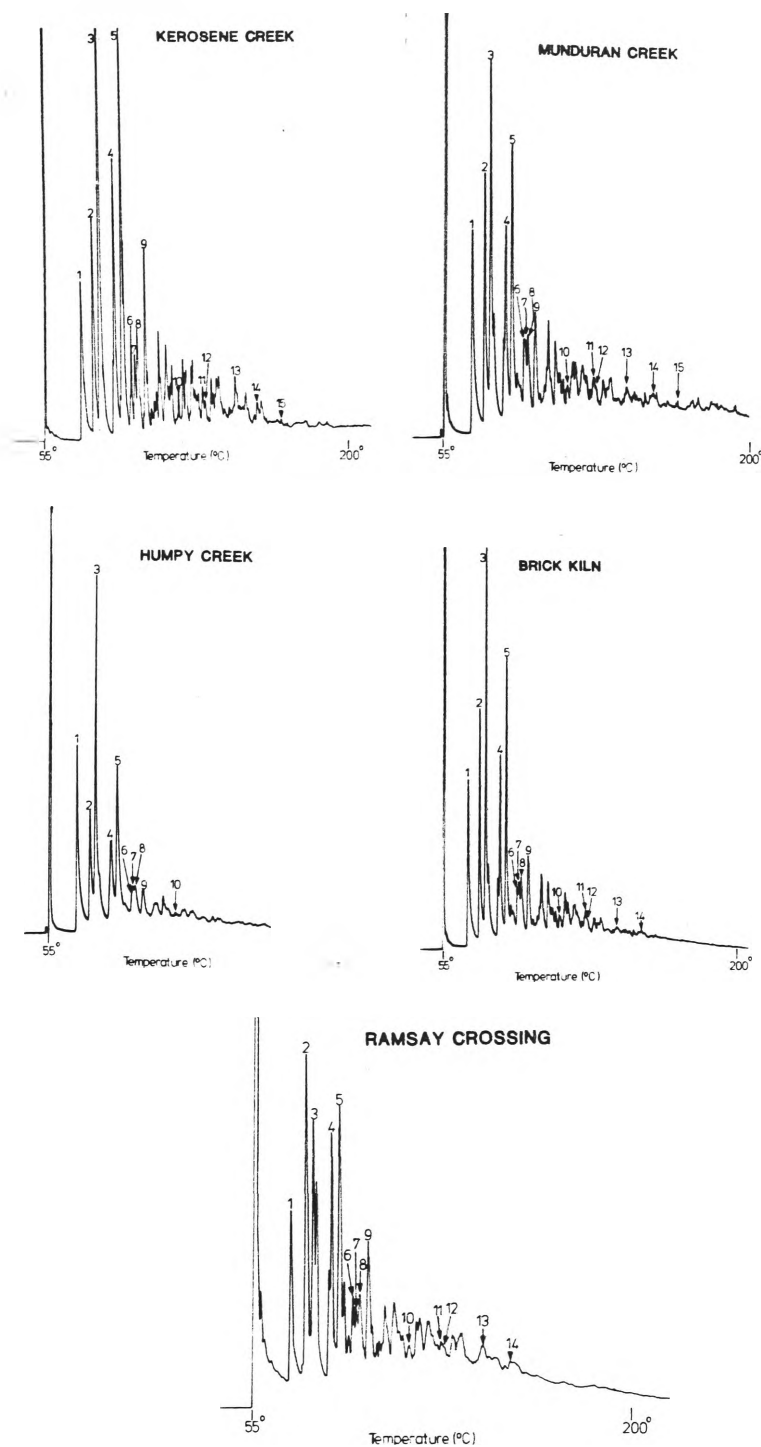 KEROSENE CREEK
3 5
4
2
9
1
6 8
7
12
11 13
14
15
55° 200°
Temperature (°C)
MUNDURAN CREEK
3
5
2
1 4
8
6 7
9
10 11 12 13 14 15
55° 200°
Temperature (°C)
HUMPY CREEK
3
1
5
2
4
6 7 8
9 10
55°
Temperature (°C)
BRICK KILN
3
5
2
4
1
7
6 8 9
10 11 12
13 14
55° 200°
Temperature (°C)
RAMSAY CROSSING
2
3 5
4
1
7 9
6 8
10 11 12
13
14
55° 200°
Temperature (°C)